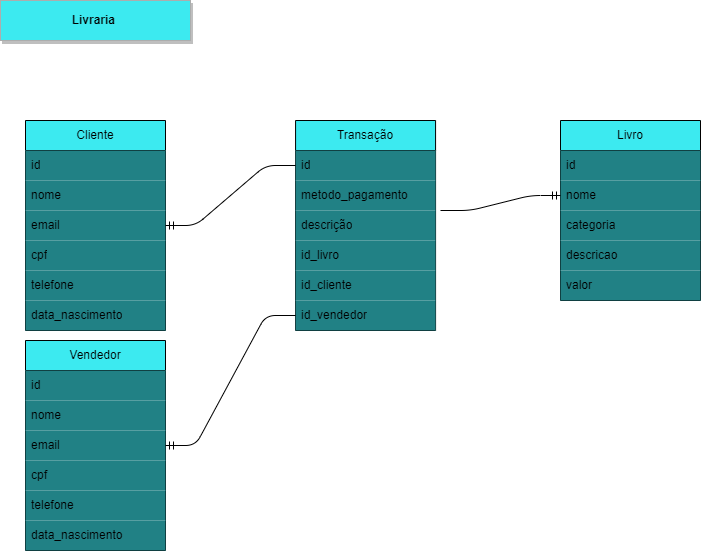 Livraria
Cliente
id
nome
email
cpf
telefone
data_nascimento
Transação
id
metodo_pagamento
descrição
id_livro
id_cliente
id_vendedor
Livro
id
nome
categoria
descricao
valor
Vendedor
id
nome
email
cpf
telefone
data_nascimento